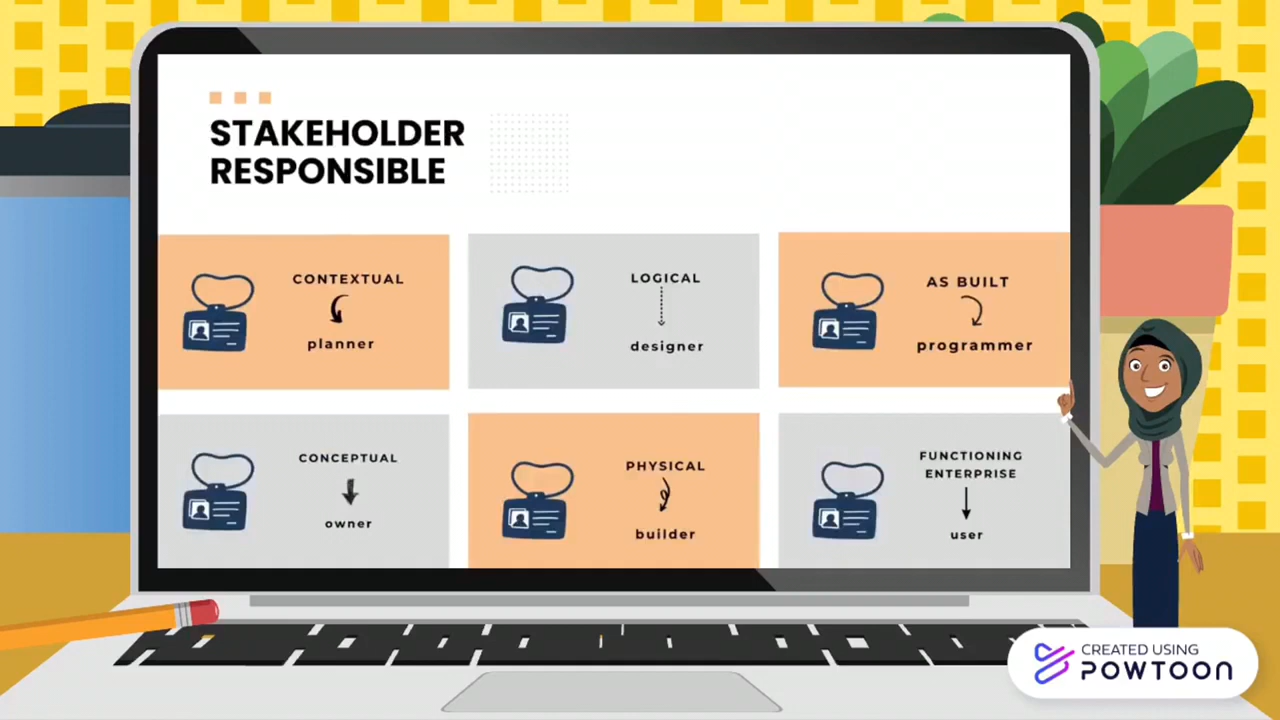 STAKEHOLDER
RESPONSIBLE
CONTEXTUAL
planner
LOGICAL
designer
AS BUILT
programmer
CONCEPTUAL
owner
PHYSICAL
builder
FUNCTIONING
ENTERPRISE
user
CREATED USING
POWTOON